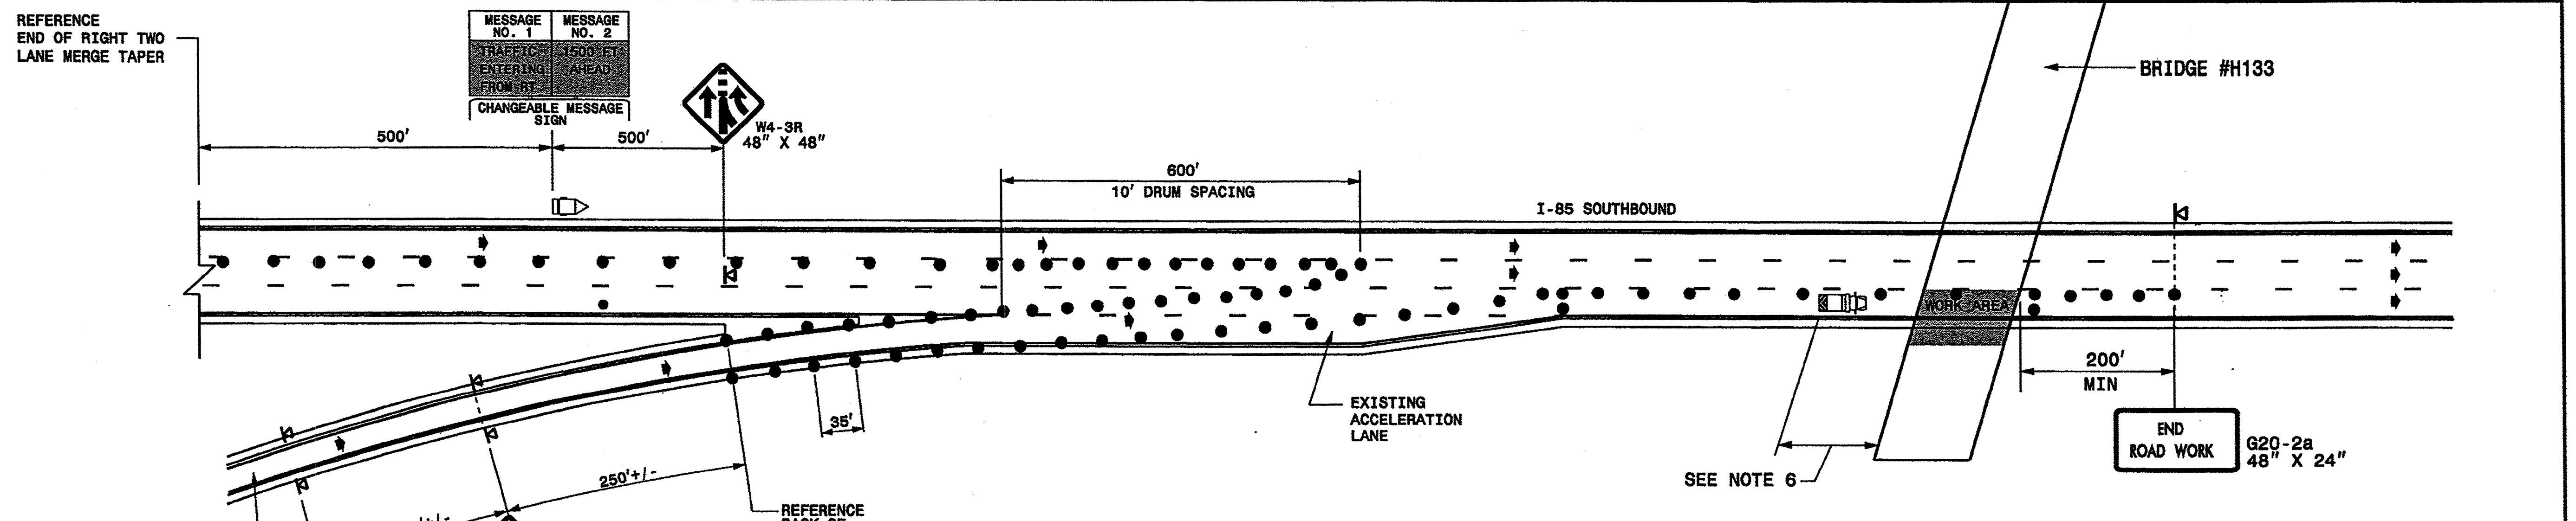 REFERENCE
END OF RIGHT TWO
LANE MERGE TAPER
MESSAGE NO. 1
MESSAGE NO. 2
TRAFFIC
ENTERING
FROM RT
1500 FT
AHEAD
CHANGEABLE MESSAGE
SIGN
500'
500'
W4-3R
48" X 48"
600'
10' DRUM SPACING
I-85 SOUTHBOUND
BRIDGE #H133
WORK AREA
200'
MIN
END
ROAD WORK
G20-2a
48" X 24"
SEE NOTE 6
EXISTING
ACCELERATION
LANE
35'
250'+/-
REFERENCE